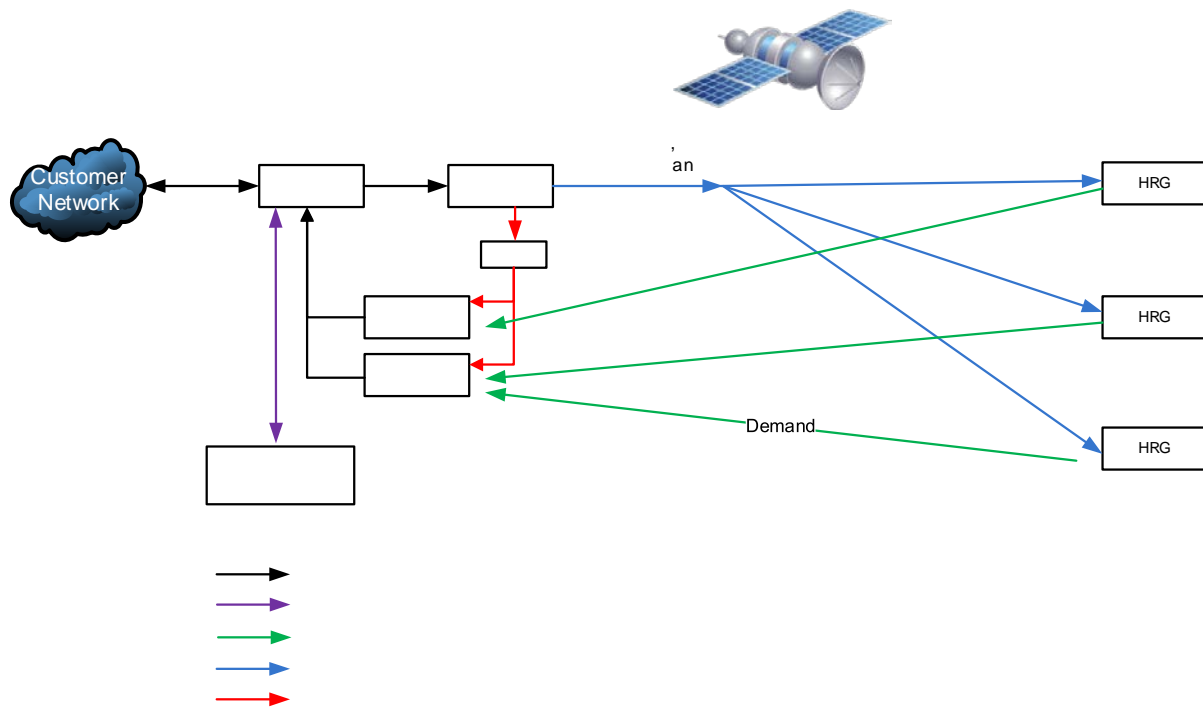 Customer
Network
,
an
HRG
HRG
Demand
HRG